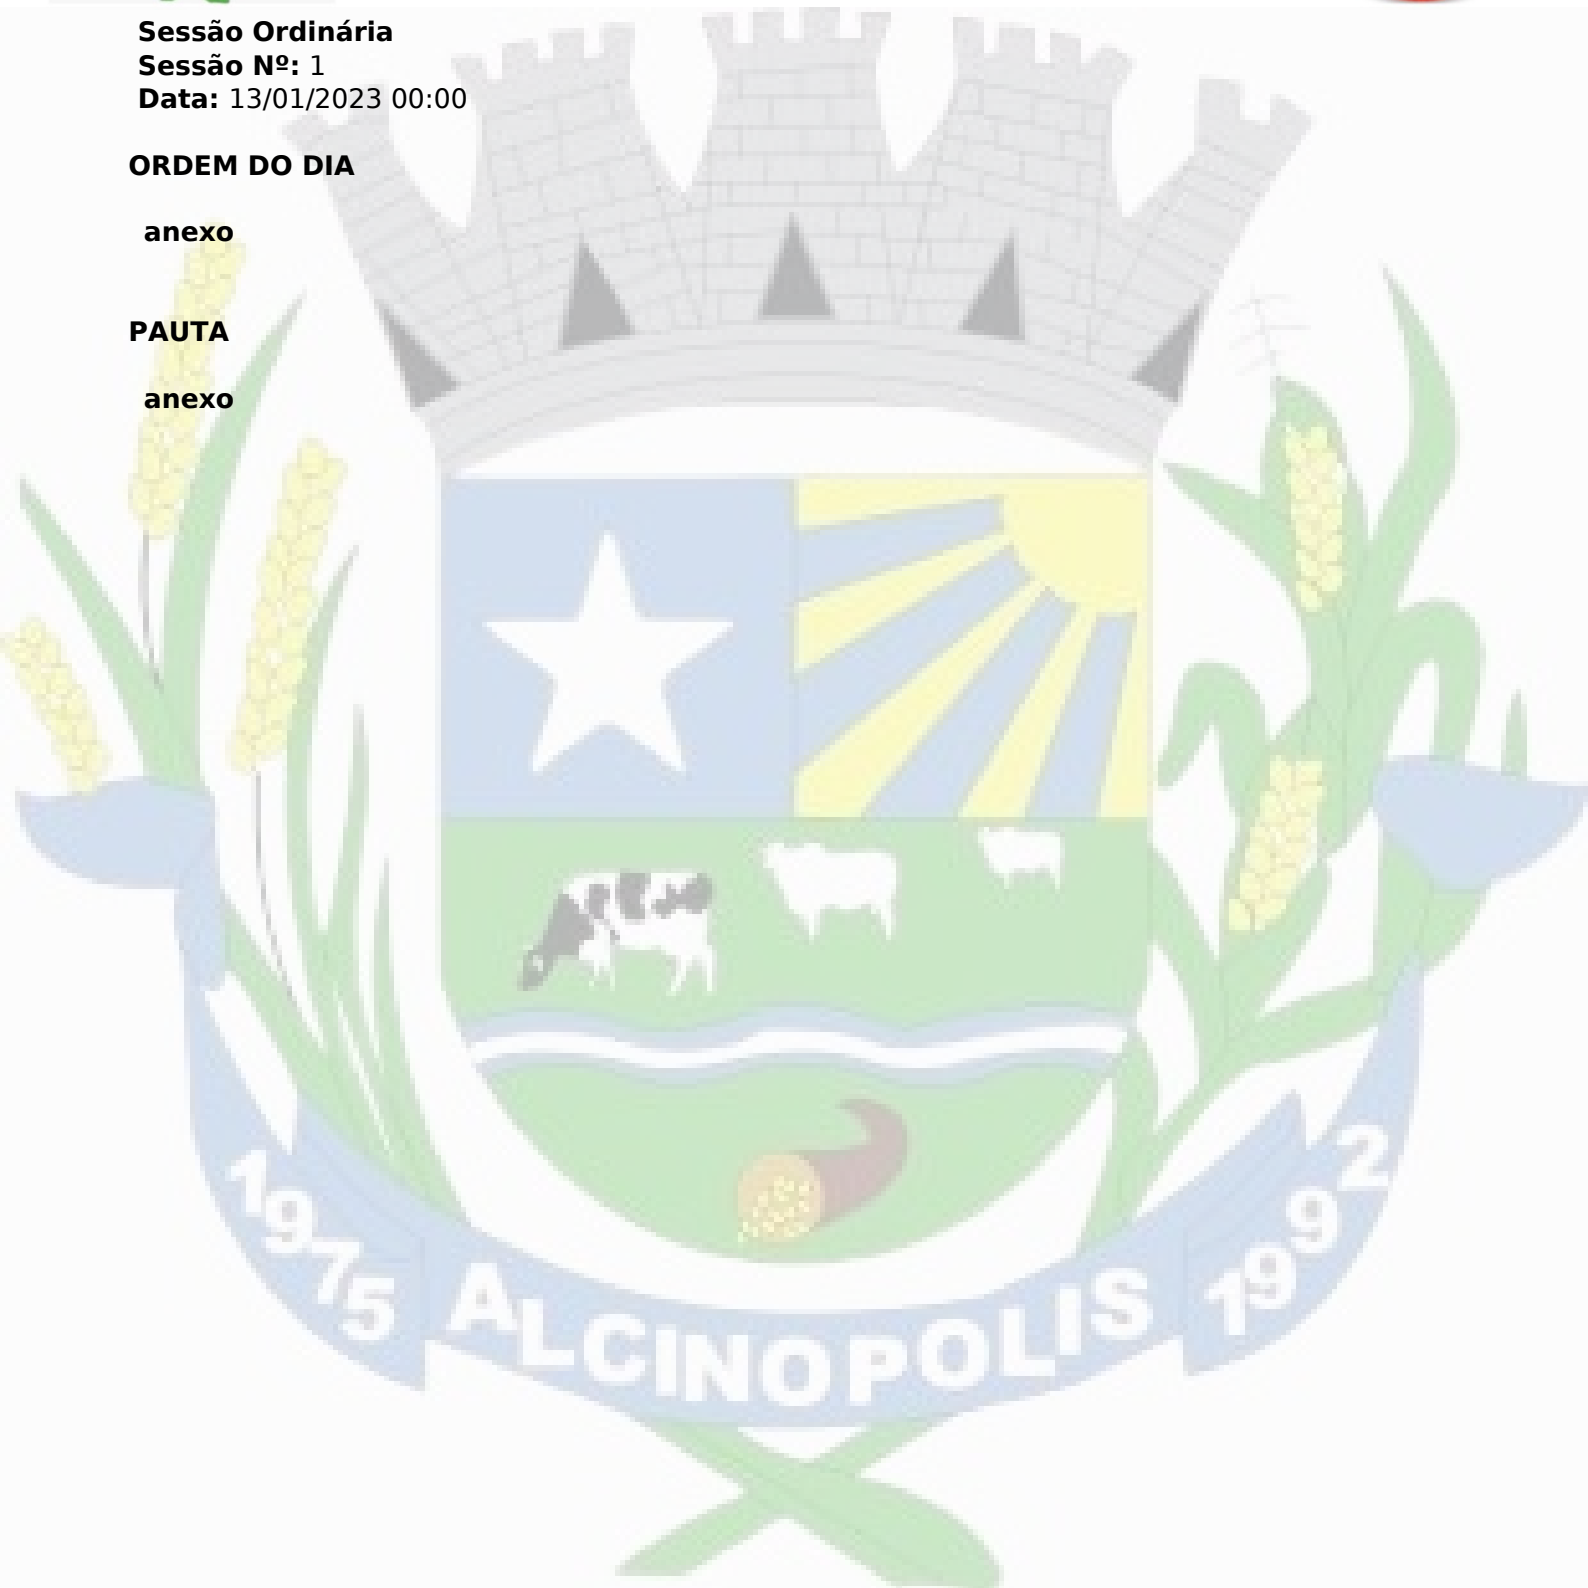 Sessão Ordinária
Sessão Nº: 1
Data: 13/01/2023 00:00
ORDEM DO DIA
anexo
PAUTA
anexo
1975 ALCINOPOLIS 1992